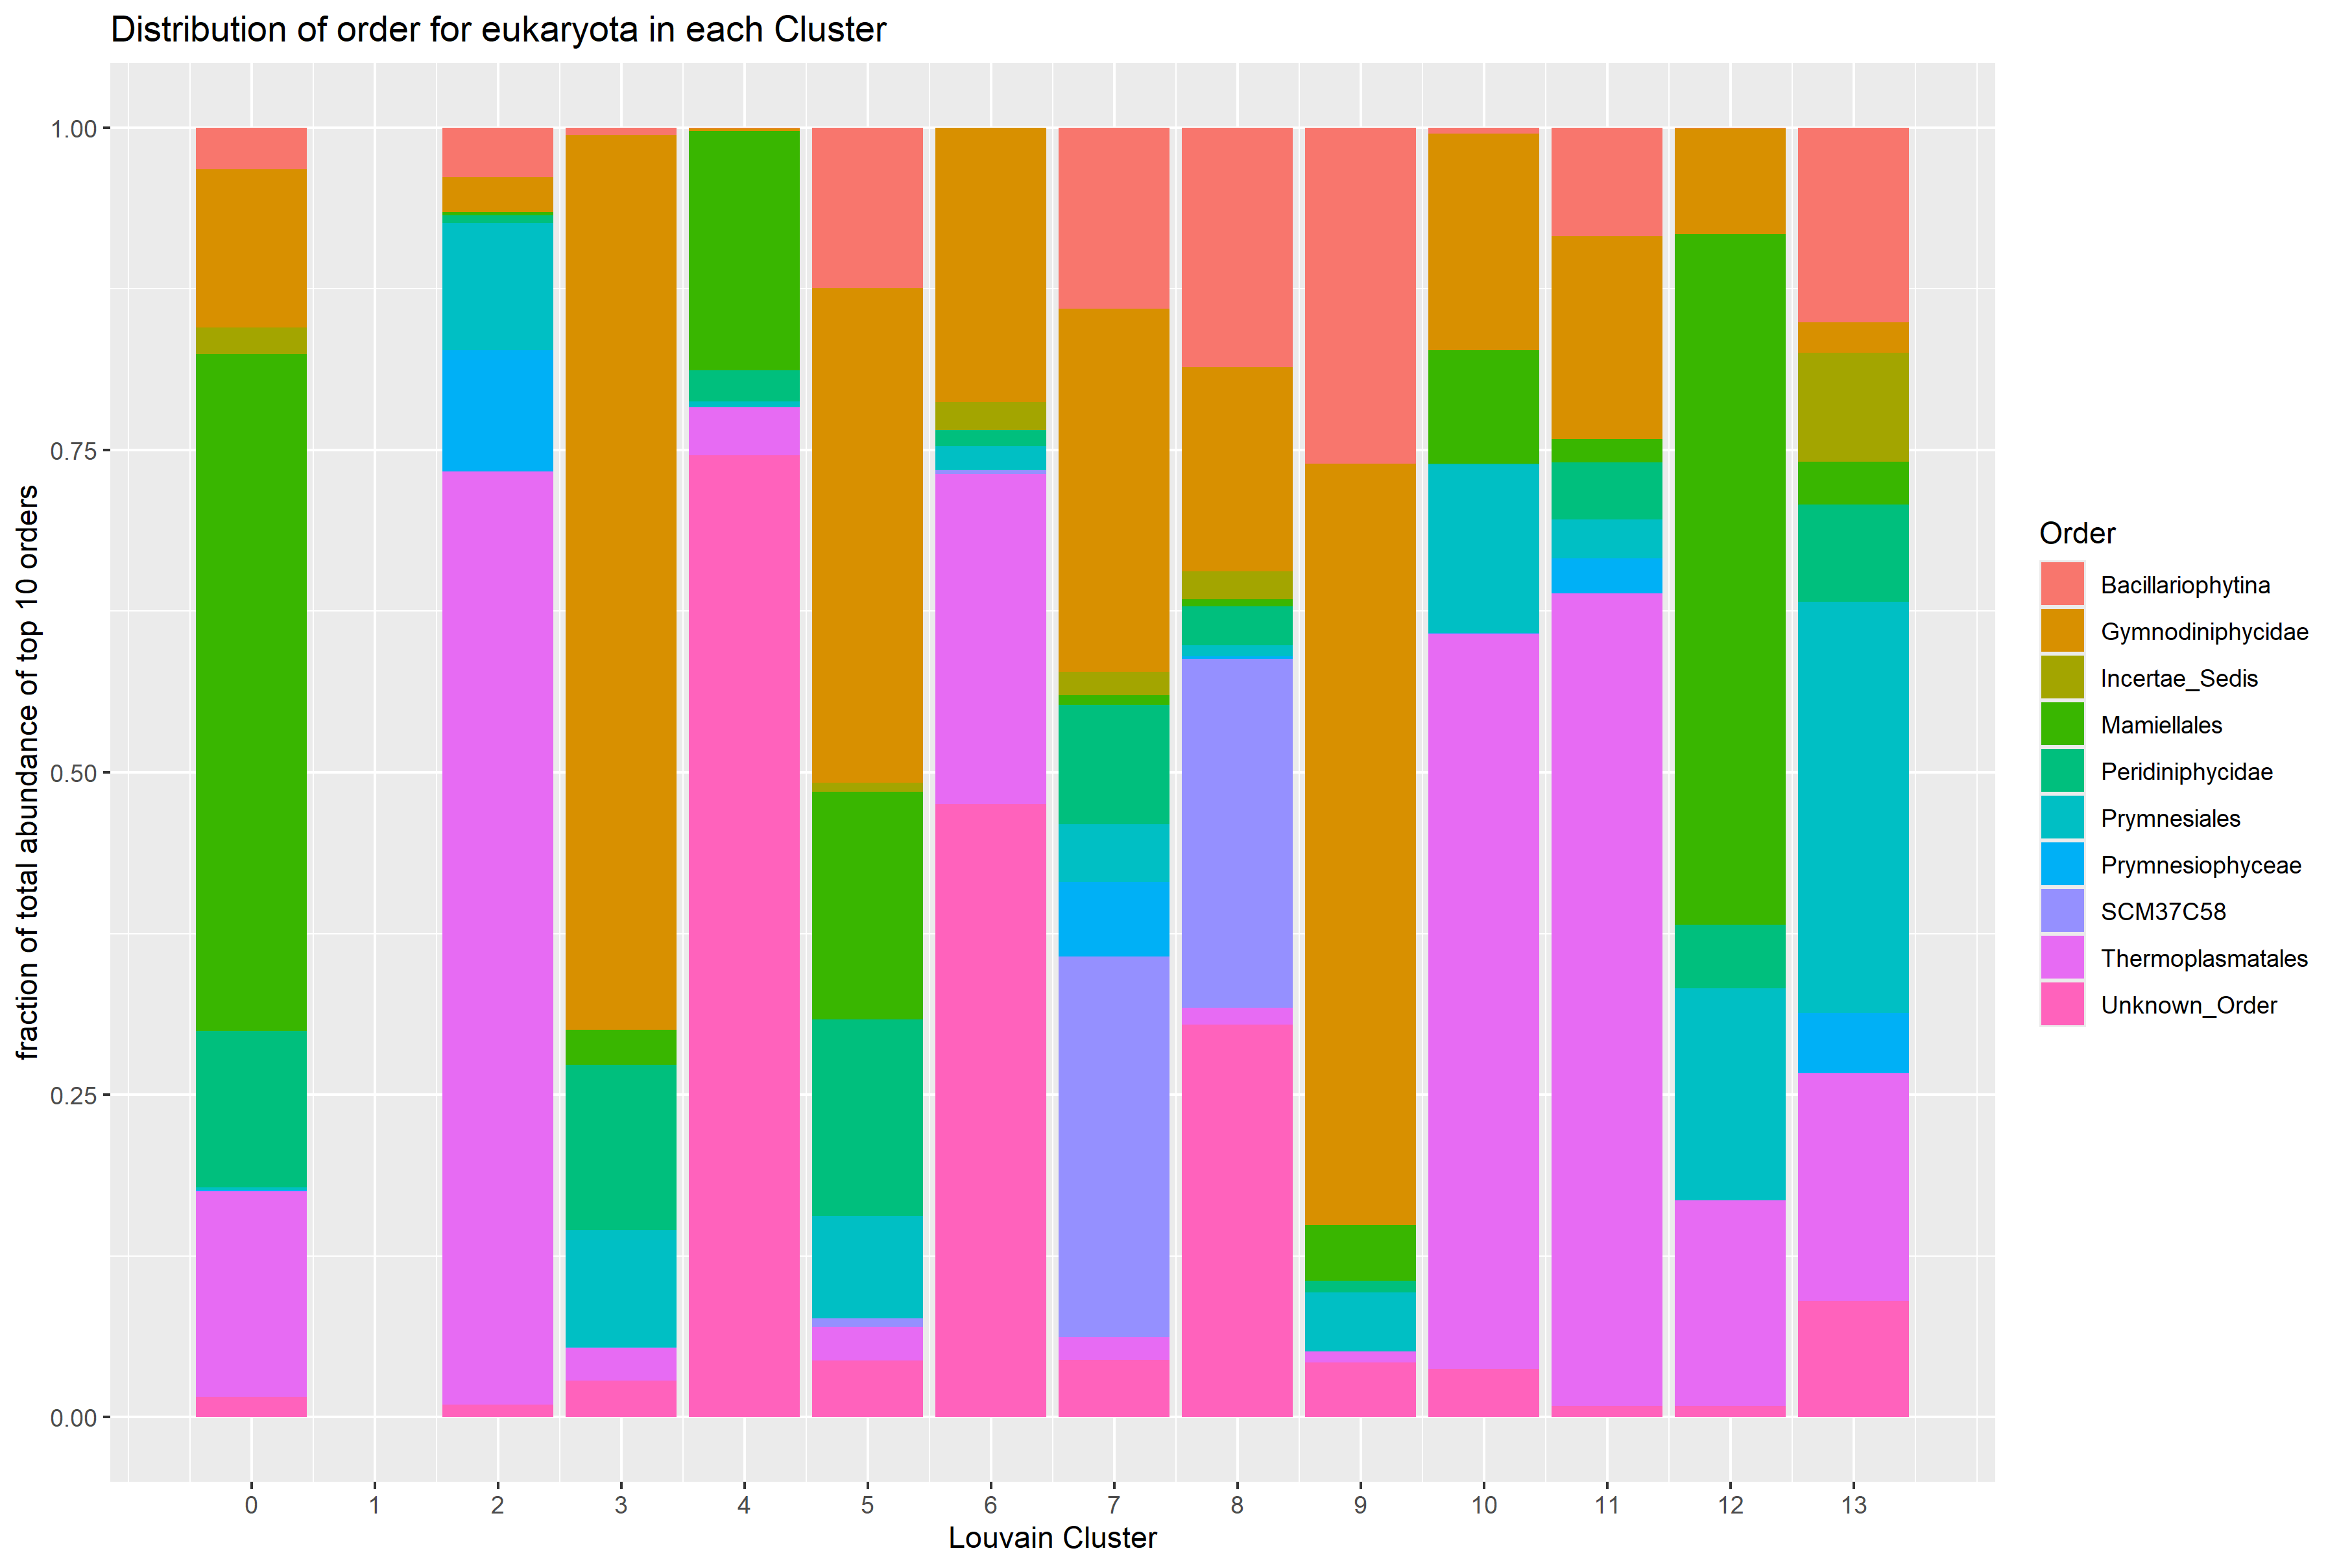 Distribution of order for eukaryota in each Cluster
fraction of total abundance of top 10 orders
1.00
0.75
0.50
0.25
0.00
0 1 2 3 4 5 6 7 8 9 10 11 12 13
Louvain Cluster
Order
Bacillariophytina
Gymnodiniphycidae
Incertae_Sedis
Mamiellales
Peridiniphycidae
Prymnesiales
Prymnesiophyceae
SCM37C58
Thermoplasmatales
Unknown_Order